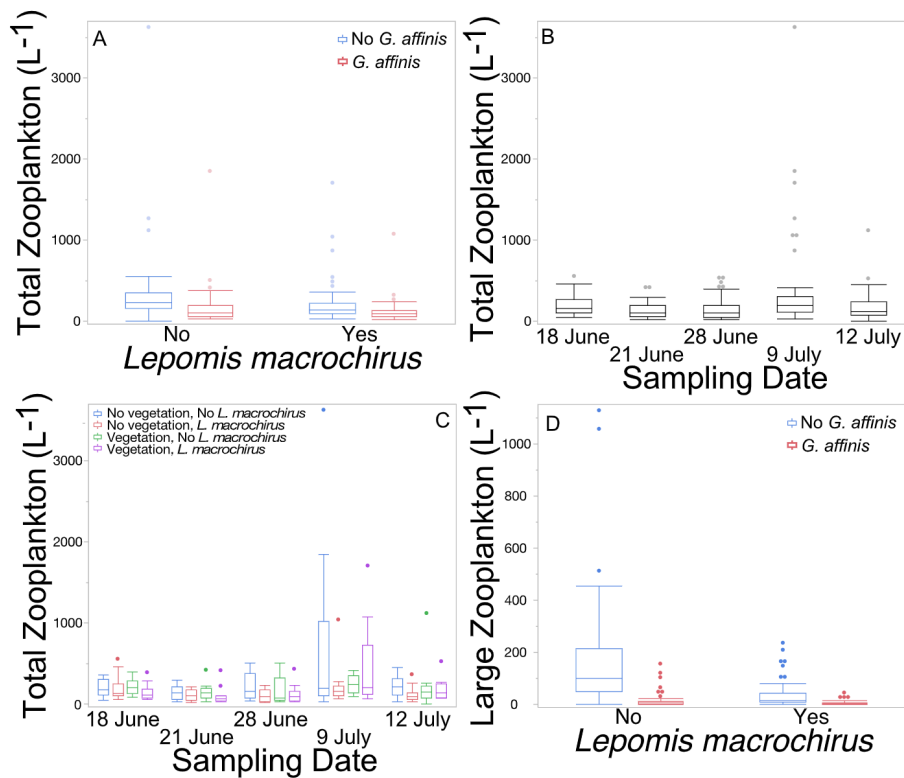 A
No G. affinis
G. affinis
Total Zooplankton (L-1)
3000
2000
1000
0
No
Yes
Lepomis macrochirus
B
Total Zooplankton (L-1)
3000
2000
1000
0
18 June
21 June
28 June
9 July
12 July
Sampling Date
C
No vegetation, No L. macrochirus
No vegetation, L. macrochirus
Vegetation, No L. macrochirus
Vegetation, L. macrochirus
Total Zooplankton (L-1)
3000
2000
1000
0
18 June
21 June
28 June
9 July
12 July
Sampling Date
D
No G. affinis
G. affinis
Large Zooplankton (L-1)
1000
800
600
400
200
0
No
Yes
Lepomis macrochirus